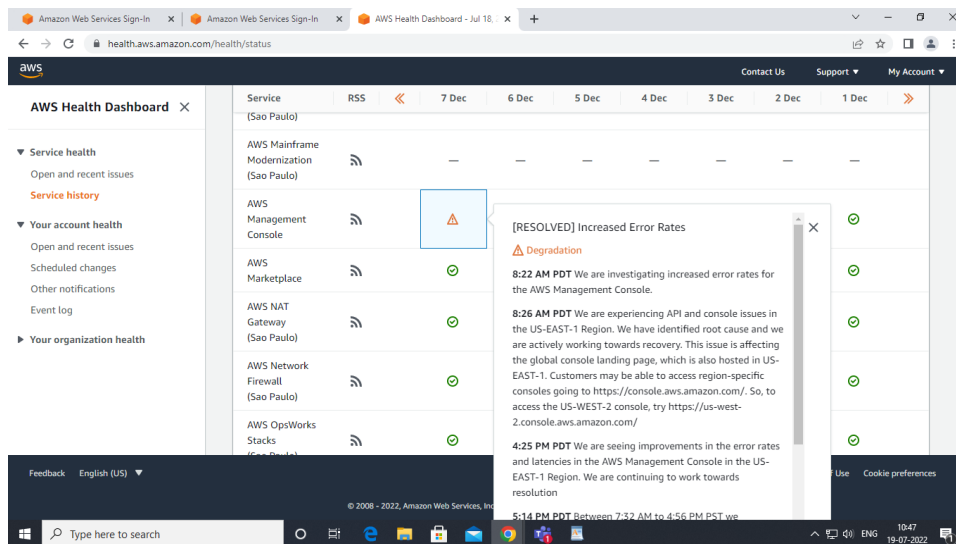 Amazon Web Services Sign-In
Amazon Web Services Sign-In
AWS Health Dashboard - Jul 18,
health.aws.amazon.com/health/status
aws
Contact Us
Support
My Account
AWS Health Dashboard
Service health
Open and recent issues
Service history
Your account health
Open and recent issues
Scheduled changes
Other notifications
Event log
Your organization health
Service RSS 7 Dec 6 Dec 5 Dec 4 Dec 3 Dec 2 Dec 1 Dec
(Sao Paulo)
AWS Mainframe
Modernization
(Sao Paulo)
AWS
Management
Console
AWS
Marketplace
AWS NAT
Gateway
(Sao Paulo)
AWS Network
Firewall
(Sao Paulo)
AWS OpsWorks
Stacks
(Sao Paulo)
[RESOLVED] Increased Error Rates
Degradation
8:22 AM PDT We are investigating increased error rates for
the AWS Management Console.
8:26 AM PDT We are experiencing API and console issues in
the US-EAST-1 Region. We have identified root cause and we
are actively working towards recovery. This issue is affecting
the global console landing page, which is also hosted in US-
EAST-1. Customers may be able to access region-specific
consoles going to https://console.aws.amazon.com/. So, to
access the US-WEST-2 console, try https://us-west-
2.console.aws.amazon.com/
4:25 PM PDT We are seeing improvements in the error rates
and latencies in the AWS Management Console in the US-
EAST-1 Region. We are continuing to work towards
resolution
5:14 PM PDT Between 7:32 AM to 4:56 PM PST we
Feedback English (US)
Use Cookie preferences
© 2008 - 2022, Amazon Web Services, Inc
Type here to search
ENG
10:47
19-07-2022
1